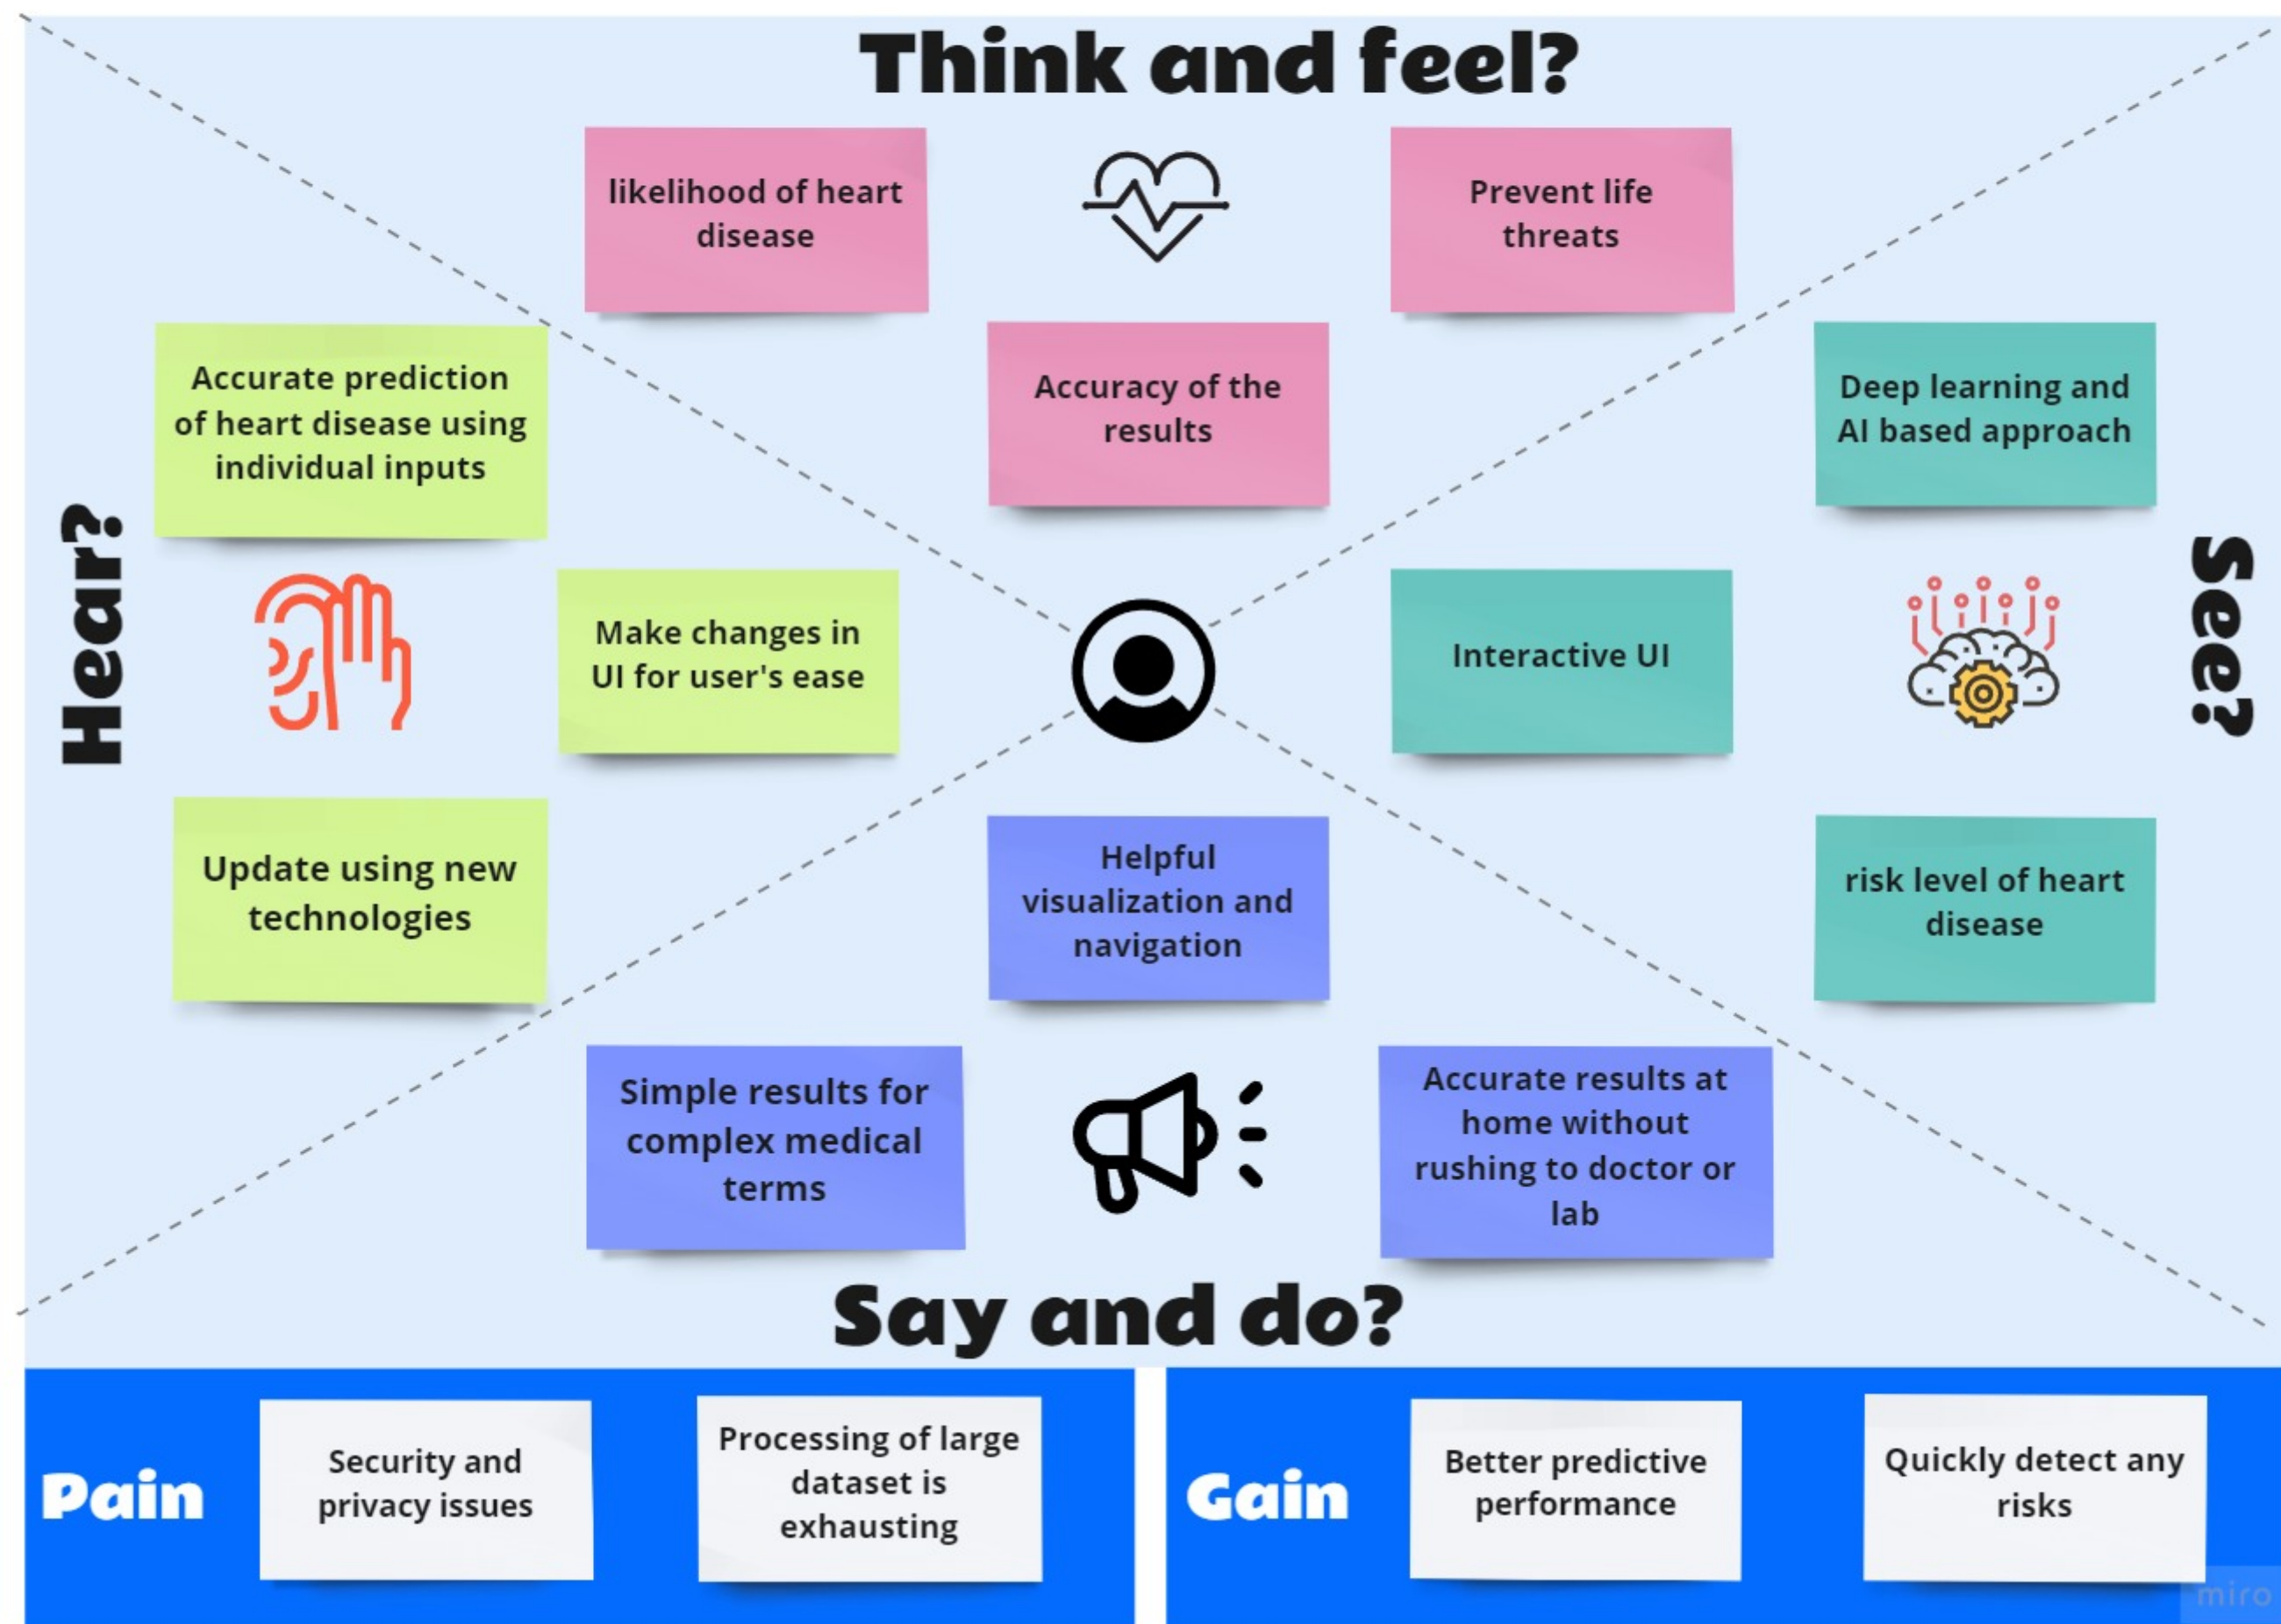 Think and feel?
likelihood of heart
disease
Prevent life
threats
Accuracy of the
results
Hear?
Accurate prediction
of heart disease using
individual inputs
Make changes in
UI for user's ease
Update using new
technologies
See?
Deep learning and
AI based approach
Interactive UI
risk level of heart
disease
Helpful
visualization and
navigation
Simple results for
complex medical
terms
Accurate results at
home without
rushing to doctor or
lab
Say and do?
Pain
Security and
privacy issues
Processing of large
dataset is
exhausting
Gain
Better predictive
performance
Quickly detect any
risks
miro